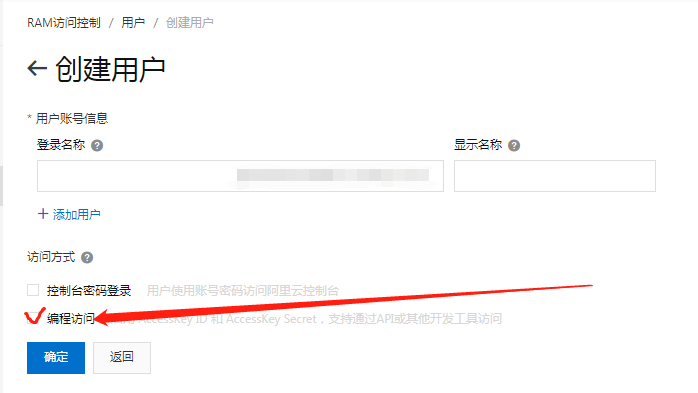 RAM访问控制 / 用户 / 创建用户
← 创建用户
* 用户账号信息
登录名称 ? 显示名称 ?
+ 添加用户
访问方式 ?
控制台密码登录 用户使用账号密码访问阿里云控制台
编程访问 AccessKey ID 和 AccessKey Secret，支持通过API或其他开发工具访问
确定 返回